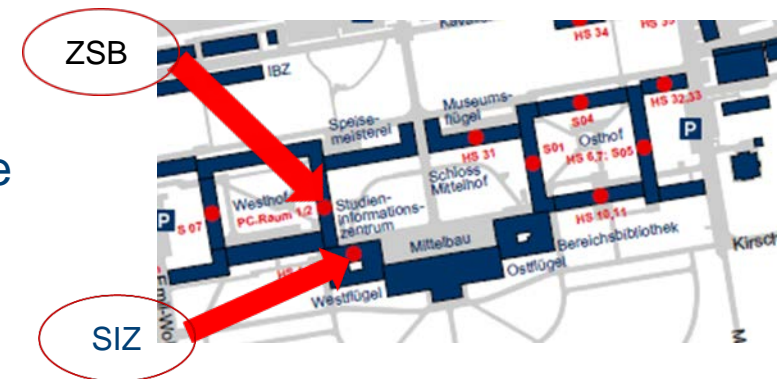 ZSB
e
HS 34
IBZ
Museums-
flügel
HS 32,33
Speise-
meisterei
S04
P
HS 31
S01
Osthof
HS 6,7; S05
Schloss
Mittelhof
Westhof
PC.Raum 1/2
Studien-
informations-
zentrum
P
S 07
HS 10,11
Mittelbau
Bereichsbibliothek
Kirsch
Ostflügel
Westflügel
SIZ